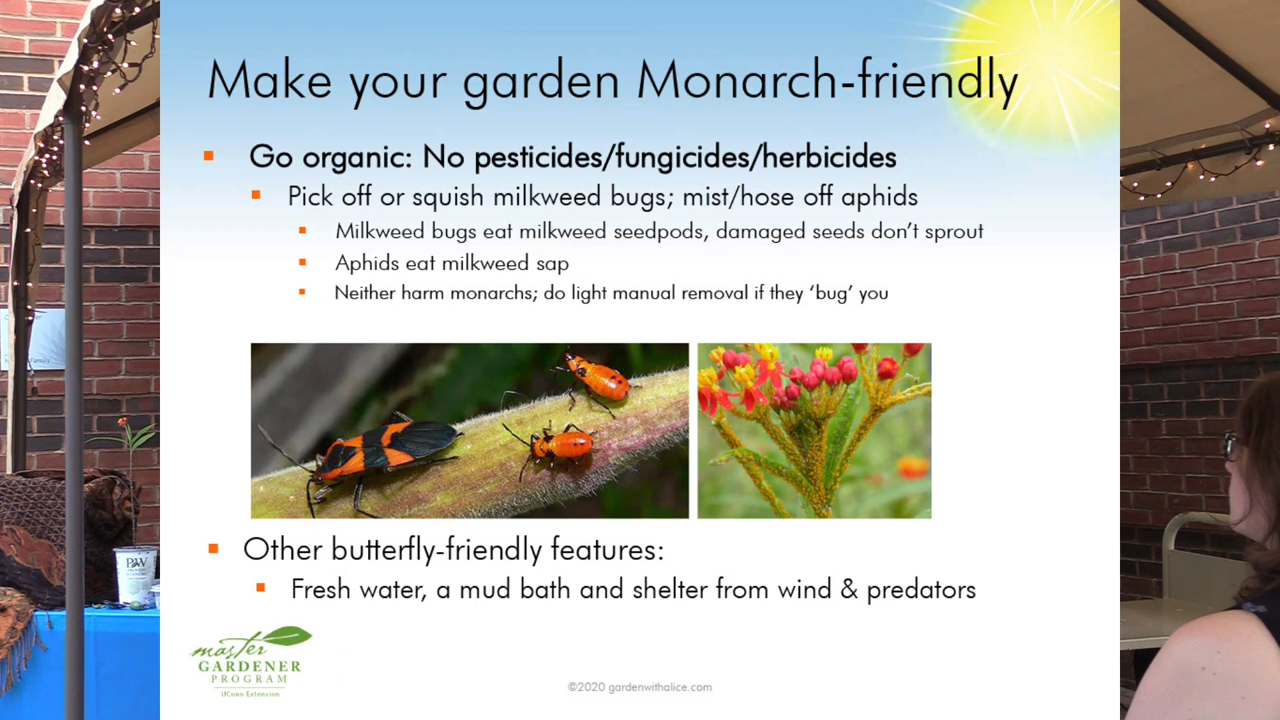 Make your garden Monarch-friendly
Go organic: No pesticides/fungicides/herbicides
Pick off or squish milkweed bugs; mist/hose off aphids
Milkweed bugs eat milkweed seedpods, damaged seeds don’t sprout
Aphids eat milkweed sap
Neither harm monarchs; do light manual removal if they ‘bug’ you
P&W
Other butterfly-friendly features:
Fresh water, a mud bath and shelter from wind & predators
master
GARDENER
PROGRAM
UConn Extension
©2020 gardenwithalice.com